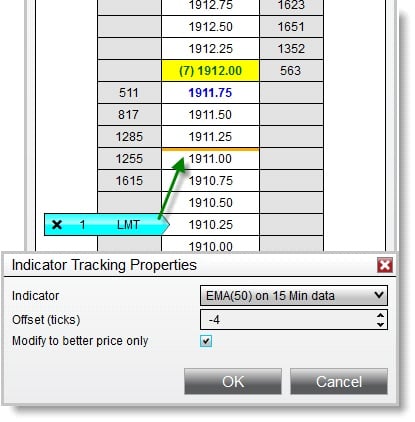 1912.75 1623
1912.50 1651
1912.25 1352
(7) 1912.00 563
511 1911.75
817 1911.50
1285 1911.25
1255 1911.00
1615 1910.75
1910.50
1 LMT 1910.25
1910.00
Indicator Tracking Properties
Indicator EMA(50) on 15 Min data
Offset (ticks) -4
Modify to better price only
OK Cancel